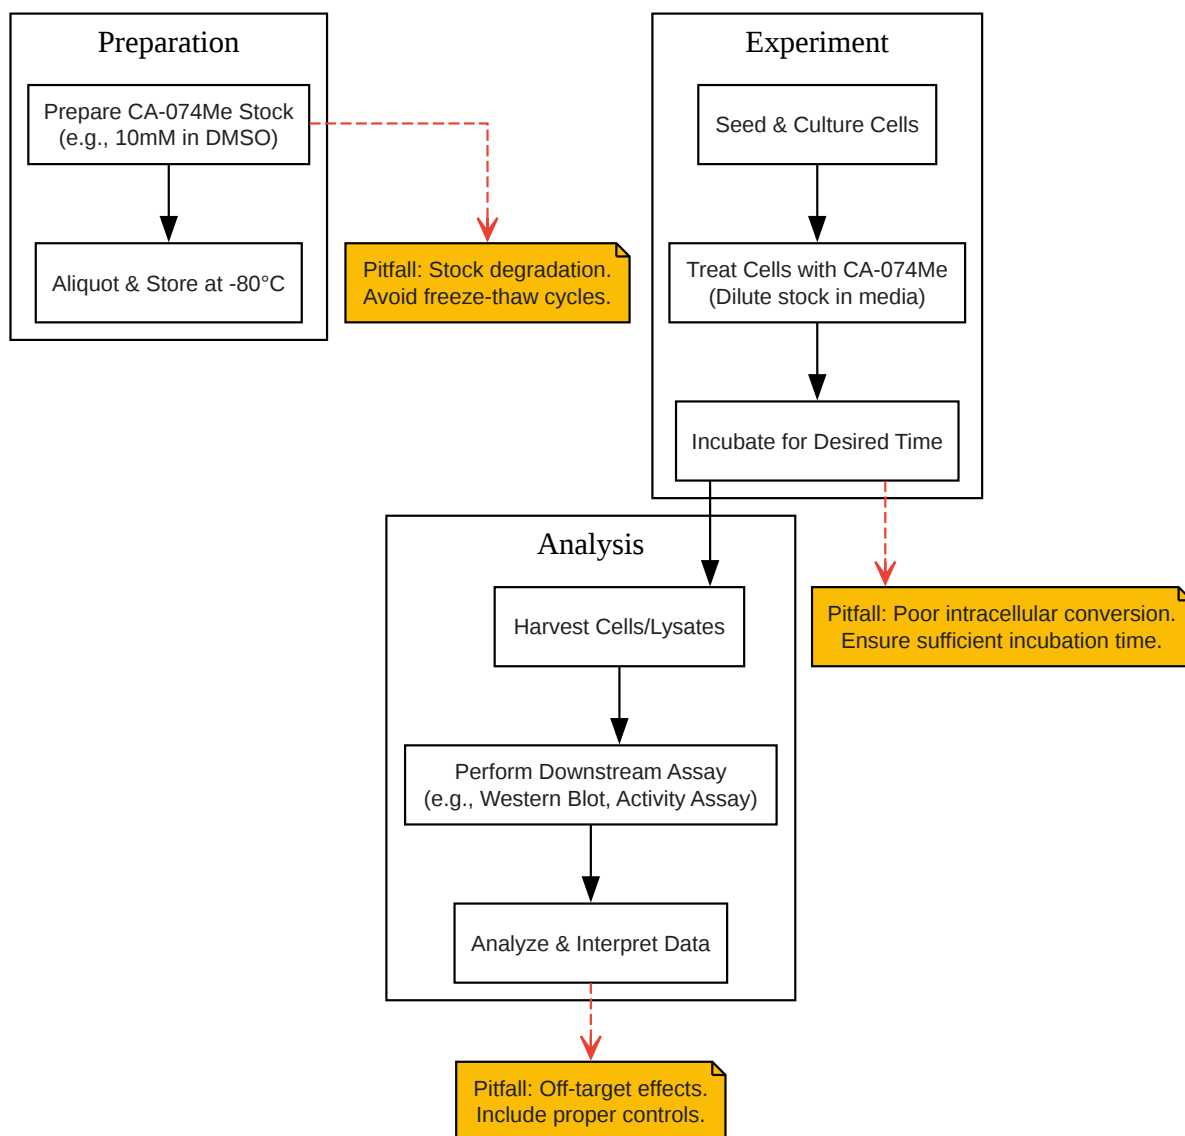 Preparation
Prepare CA-074Me Stock
(e.g., 10mM in DMSO)
Aliquot & Store at -80°C
Pitfall: Stock degradation.
Avoid freeze-thaw cycles.
Experiment
Seed & Culture Cells
Treat Cells with CA-074Me
(Dilute stock in media)
Incubate for Desired Time
Pitfall: Poor intracellular conversion.
Ensure sufficient incubation time.
Analysis
Harvest Cells/Lysates
Perform Downstream Assay
(e.g., Western Blot, Activity Assay)
Analyze & Interpret Data
Pitfall: Off-target effects.
Include proper controls.